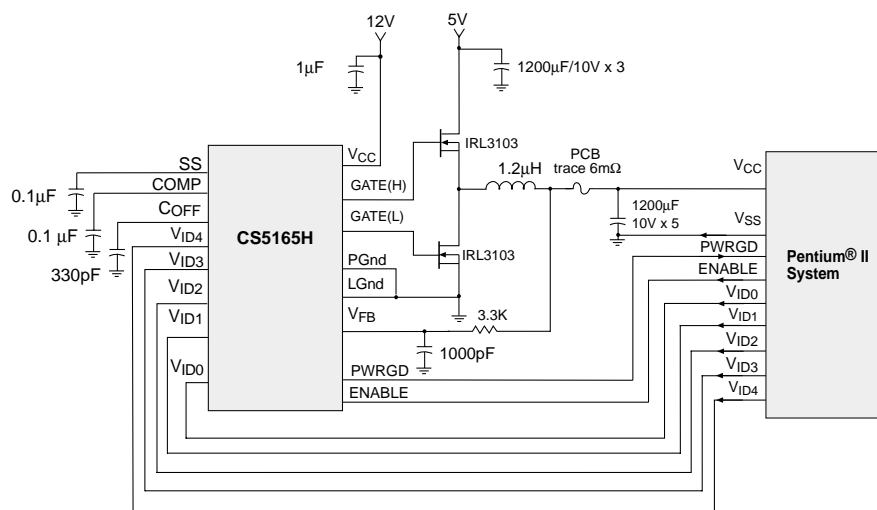 12V
5V
1μF
1200μF/10V x 3
IRL3103
VCC
SS
COMP
COFF
VID4
VID3
VID2
VID1
VID0
0.1μF
0.1 μF
330pF
CS5165H
GATE(H)
GATE(L)
PGnd
LGnd
VFB
PWRGD
ENABLE
1.2μH
PCB
trace 6mΩ
IRL3103
3.3K
1000pF
1200μF
10V x 5
VCC
VSS
PWRGD
ENABLE
VID0
VID1
VID2
VID3
VID4
Pentium® II
System